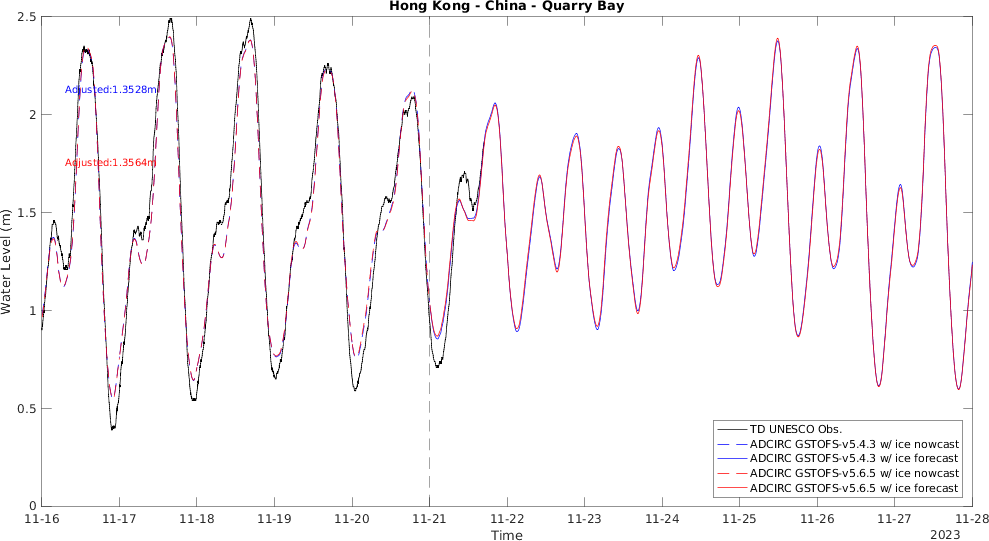 Hong Kong - China - Quarry Bay
2.5
2
1.5
1
0.5
0
Water Level (m)
Adjusted:1.3528m
Adjusted:1.3564m
TD UNESCO Obs.
ADCIRC GSTOFS-v5.4.3 w/ ice nowcast
ADCIRC GSTOFS-v5.4.3 w/ ice forecast
ADCIRC GSTOFS-v5.6.5 w/ ice nowcast
ADCIRC GSTOFS-v5.6.5 w/ ice forecast
11-16 11-17 11-18 11-19 11-20 11-21 11-22 11-23 11-24 11-25 11-26 11-27 11-28
Time
2023